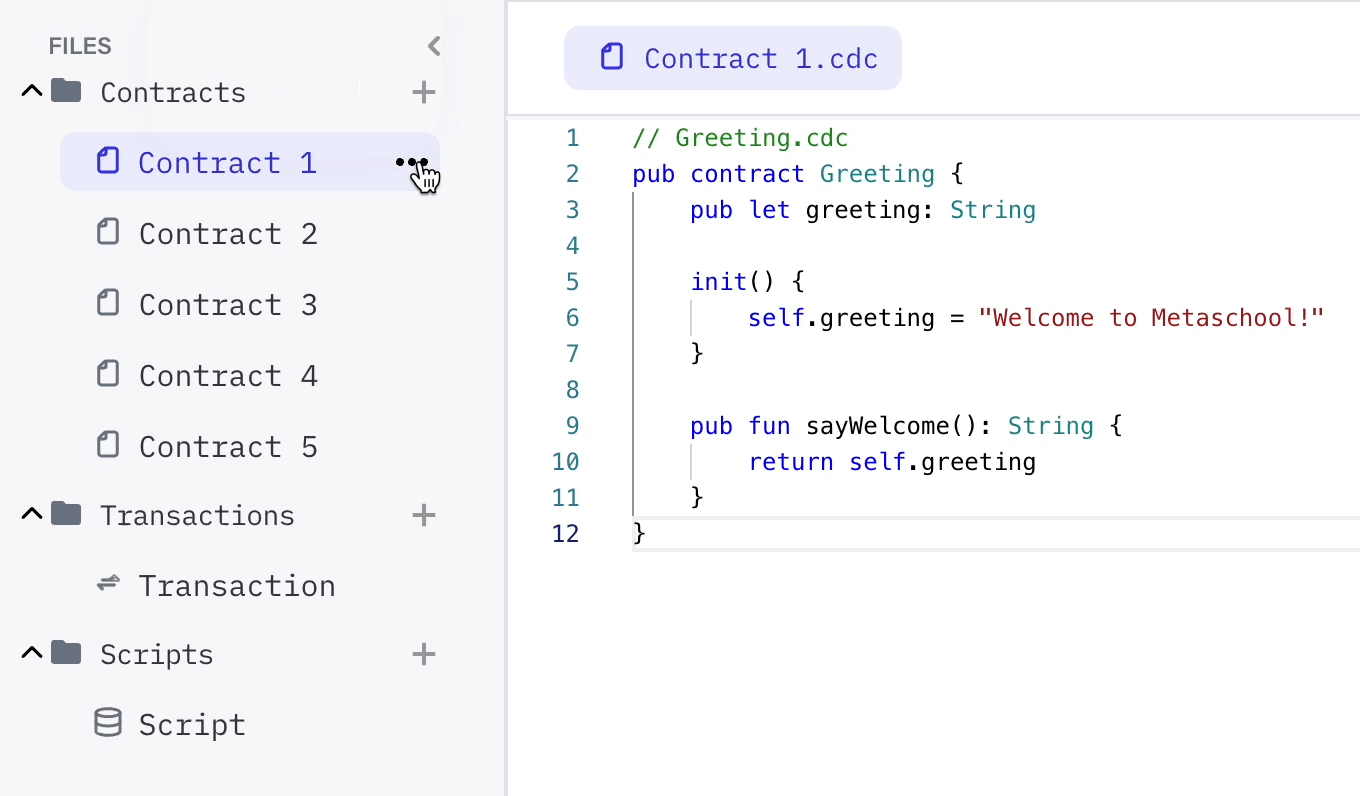 FILES
Contracts
Contract 1
Contract 2
Contract 3
Contract 4
Contract 5
Transactions
Transaction
Scripts
Script
Contract 1.cdc
1 // Greeting.cdc
2 pub contract Greeting {
3 pub let greeting: String
4
5 init() {
6 self.greeting = "Welcome to Metaschool!"
7 }
8
9 pub fun sayWelcome(): String {
10 return self.greeting
11 }
12 }